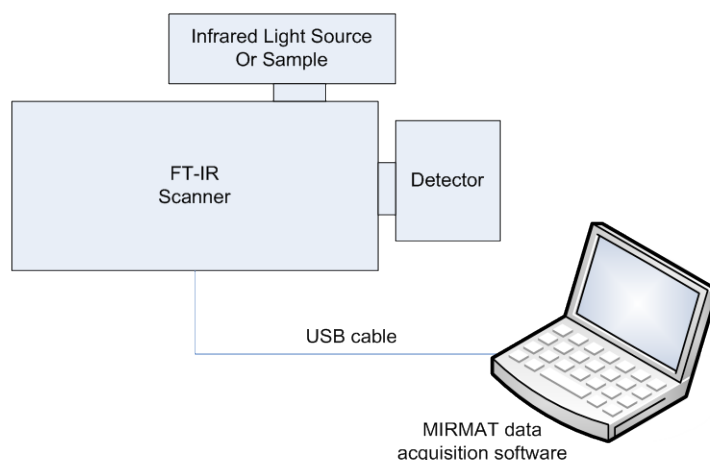 Infrared Light Source
Or Sample
FT-IR
Scanner
Detector
USB cable
MIRMAT data
acquisition software